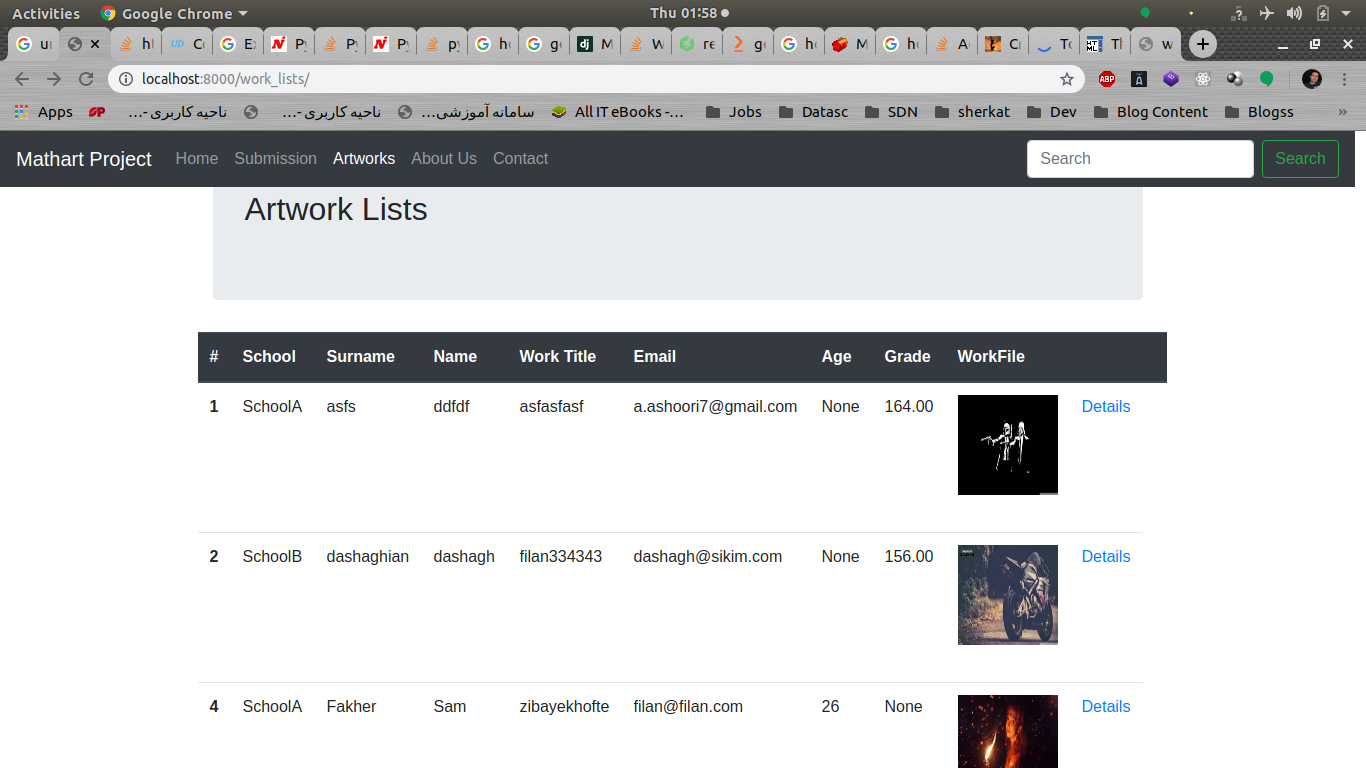 Activities Google Chrome Thu 01:58
localhost:8000/work_lists/
ABP
Apps ناحیه کاربری -... ناحیه کاربری -... سامانه آموزشی... All IT eBooks -... Jobs Datasc SDN sherkat Dev Blog Content Blogss »
Mathart Project Home Submission Artworks About Us Contact Search Search
Artwork Lists
# School Surname Name Work Title Email Age Grade WorkFile
1 SchoolA asfs ddfdf asfasfasf a.ashoori7@gmail.com None 164.00 Details
2 SchoolB dashaghian dashagh filan334343 dashagh@sikim.com None 156.00 Details
4 SchoolA Fakher Sam zibayekhofte filan@filan.com 26 None Details